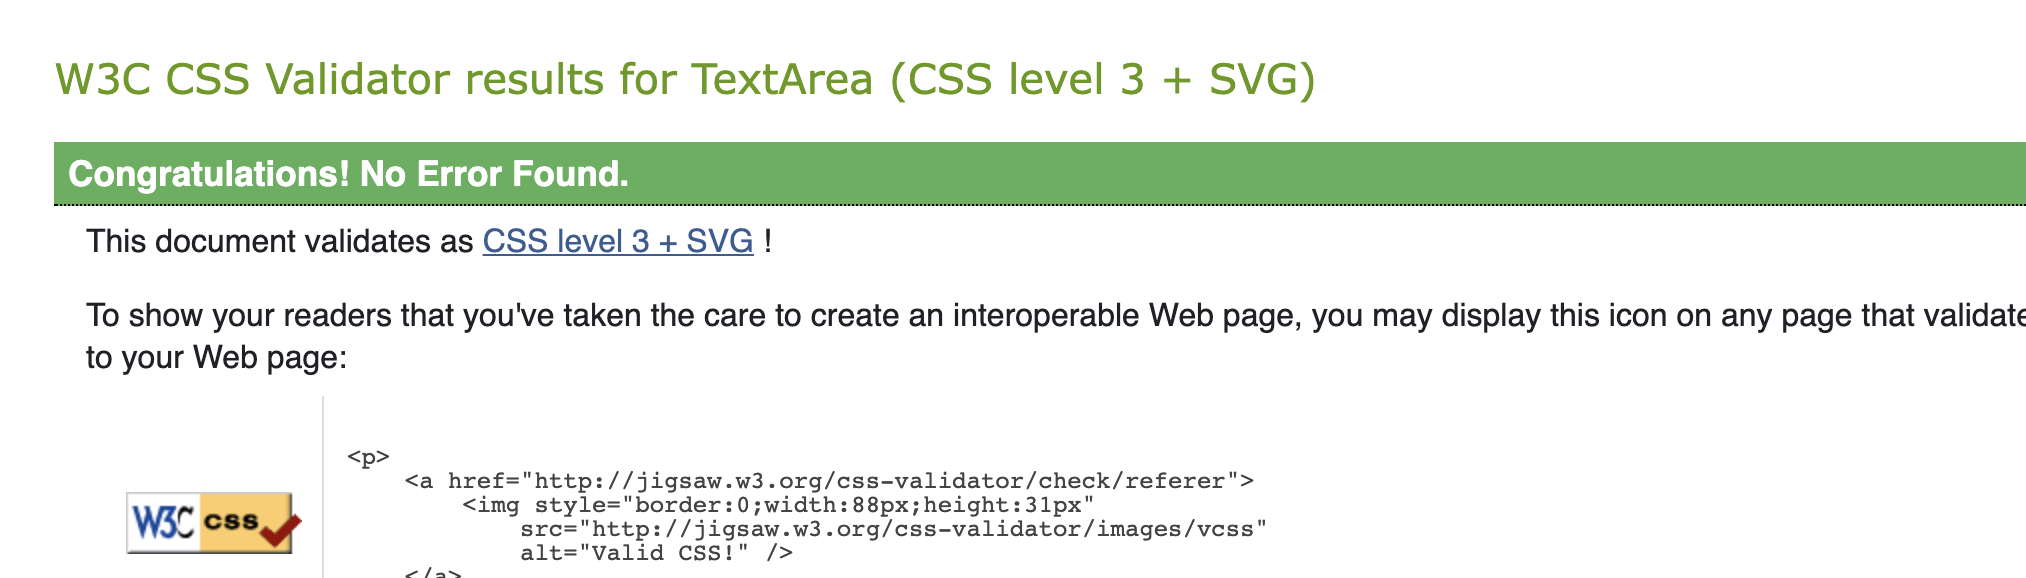 W3C CSS Validator results for TextArea (CSS level 3 + SVG)
Congratulations! No Error Found.
This document validates as CSS level 3 + SVG !
To show your readers that you've taken the care to create an interoperable Web page, you may display this icon on any page that validate
to your Web page:
<p>
<a href="http://jigsaw.w3.org/css-validator/check/referer">
<img style="border:0;width:88px;height:31px"
W3C css
src="http://jigsaw.w3.org/css-validator/images/vcss"
alt="Valid CSS!" />
</a>